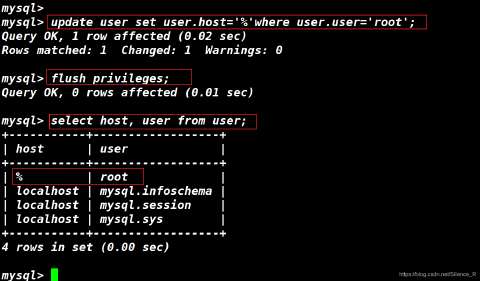 mysql>
mysql> update user set user.host='%'where user.user='root';
Query OK, 1 row affected (0.02 sec)
Rows matched: 1  Changed: 1  Warnings: 0
mysql> flush privileges;
Query OK, 0 rows affected (0.01 sec)
mysql> select host, user from user;
+-----------+------------------+
| host      | user             |
+-----------+------------------+
| %         | root             |
| localhost | mysql.infoschema |
| localhost | mysql.session    |
| localhost | mysql.sys        |
+-----------+------------------+
4 rows in set (0.00 sec)
mysql>
https://blog.csdn.net/Silence_R